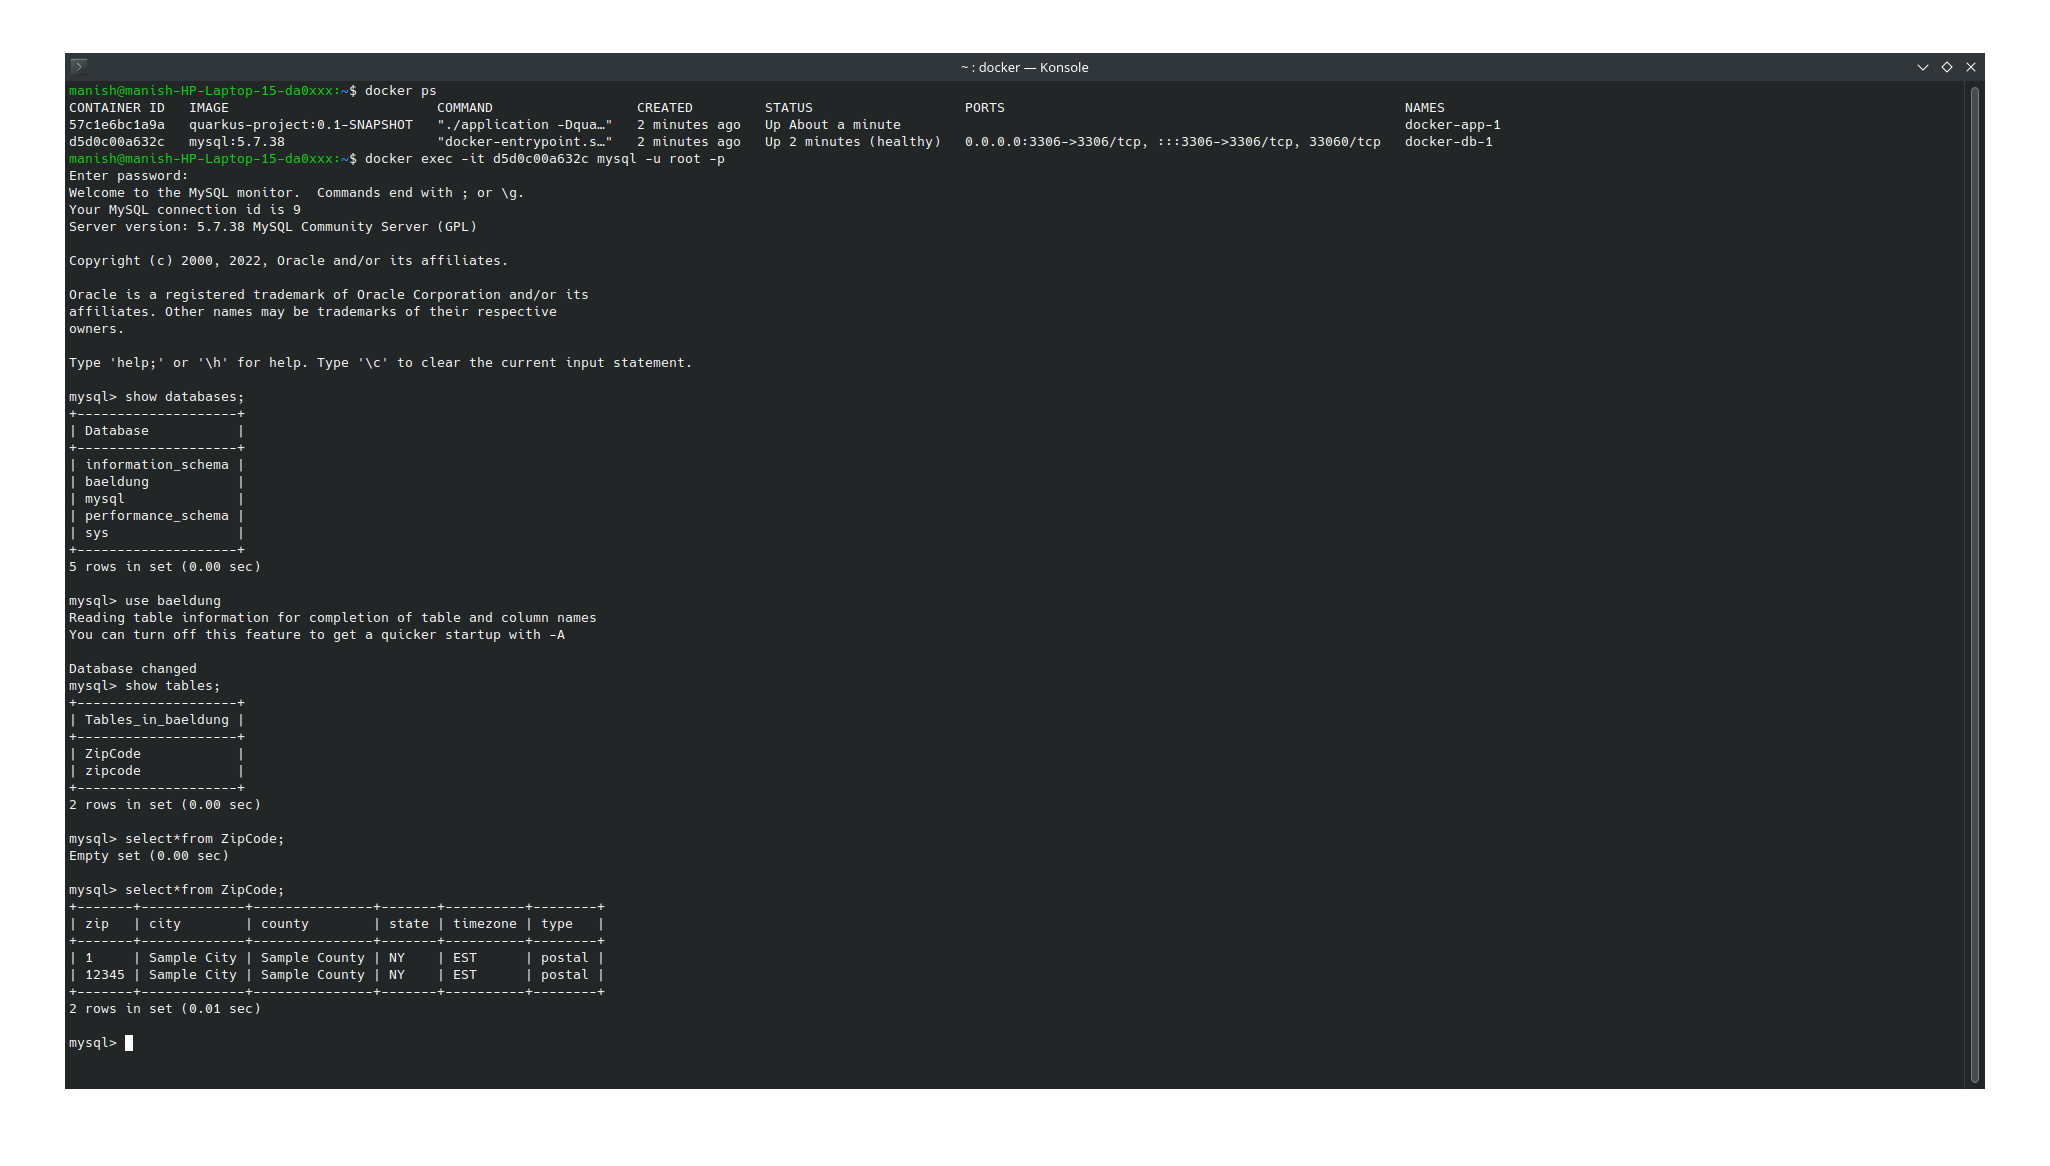 ~ : docker — Konsole
manish@manish-HP-Laptop-15-da0xxx:~$ docker ps
CONTAINER ID   IMAGE                          COMMAND                  CREATED         STATUS                   PORTS                                                  NAMES
57c1e6bc1a9a   quarkus-project:0.1-SNAPSHOT   "./application -Dqua…"   2 minutes ago   Up About a minute                                                               docker-app-1
d5d0c00a632c   mysql:5.7.38                   "docker-entrypoint.s…"   2 minutes ago   Up 2 minutes (healthy)   0.0.0.0:3306->3306/tcp, :::3306->3306/tcp, 33060/tcp   docker-db-1
manish@manish-HP-Laptop-15-da0xxx:~$ docker exec -it d5d0c00a632c mysql -u root -p
Enter password:
Welcome to the MySQL monitor.  Commands end with ; or \g.
Your MySQL connection id is 9
Server version: 5.7.38 MySQL Community Server (GPL)
Copyright (c) 2000, 2022, Oracle and/or its affiliates.
Oracle is a registered trademark of Oracle Corporation and/or its
affiliates. Other names may be trademarks of their respective
owners.
Type 'help;' or '\h' for help. Type '\c' to clear the current input statement.
mysql> show databases;
+--------------------+
| Database           |
+--------------------+
| information_schema |
| baeldung           |
| mysql              |
| performance_schema |
| sys                |
+--------------------+
5 rows in set (0.00 sec)
mysql> use baeldung
Reading table information for completion of table and column names
You can turn off this feature to get a quicker startup with -A
Database changed
mysql> show tables;
+--------------------+
| Tables_in_baeldung |
+--------------------+
| ZipCode            |
| zipcode            |
+--------------------+
2 rows in set (0.00 sec)
mysql> select*from ZipCode;
Empty set (0.00 sec)
mysql> select*from ZipCode;
+-------+-------------+---------------+-------+----------+--------+
| zip   | city        | county        | state | timezone | type   |
+-------+-------------+---------------+-------+----------+--------+
| 1     | Sample City | Sample County | NY    | EST      | postal |
| 12345 | Sample City | Sample County | NY    | EST      | postal |
+-------+-------------+---------------+-------+----------+--------+
2 rows in set (0.01 sec)
mysql>